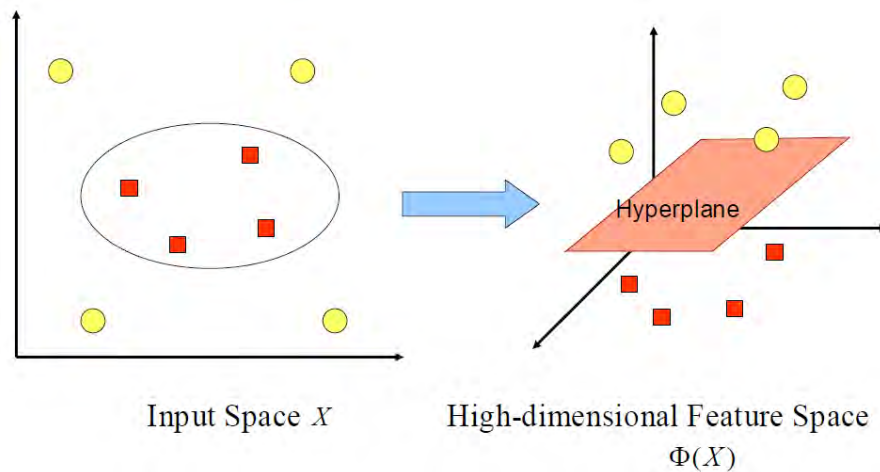 Hyperplane
Input Space X
High-dimensional Feature Space
Φ(X)